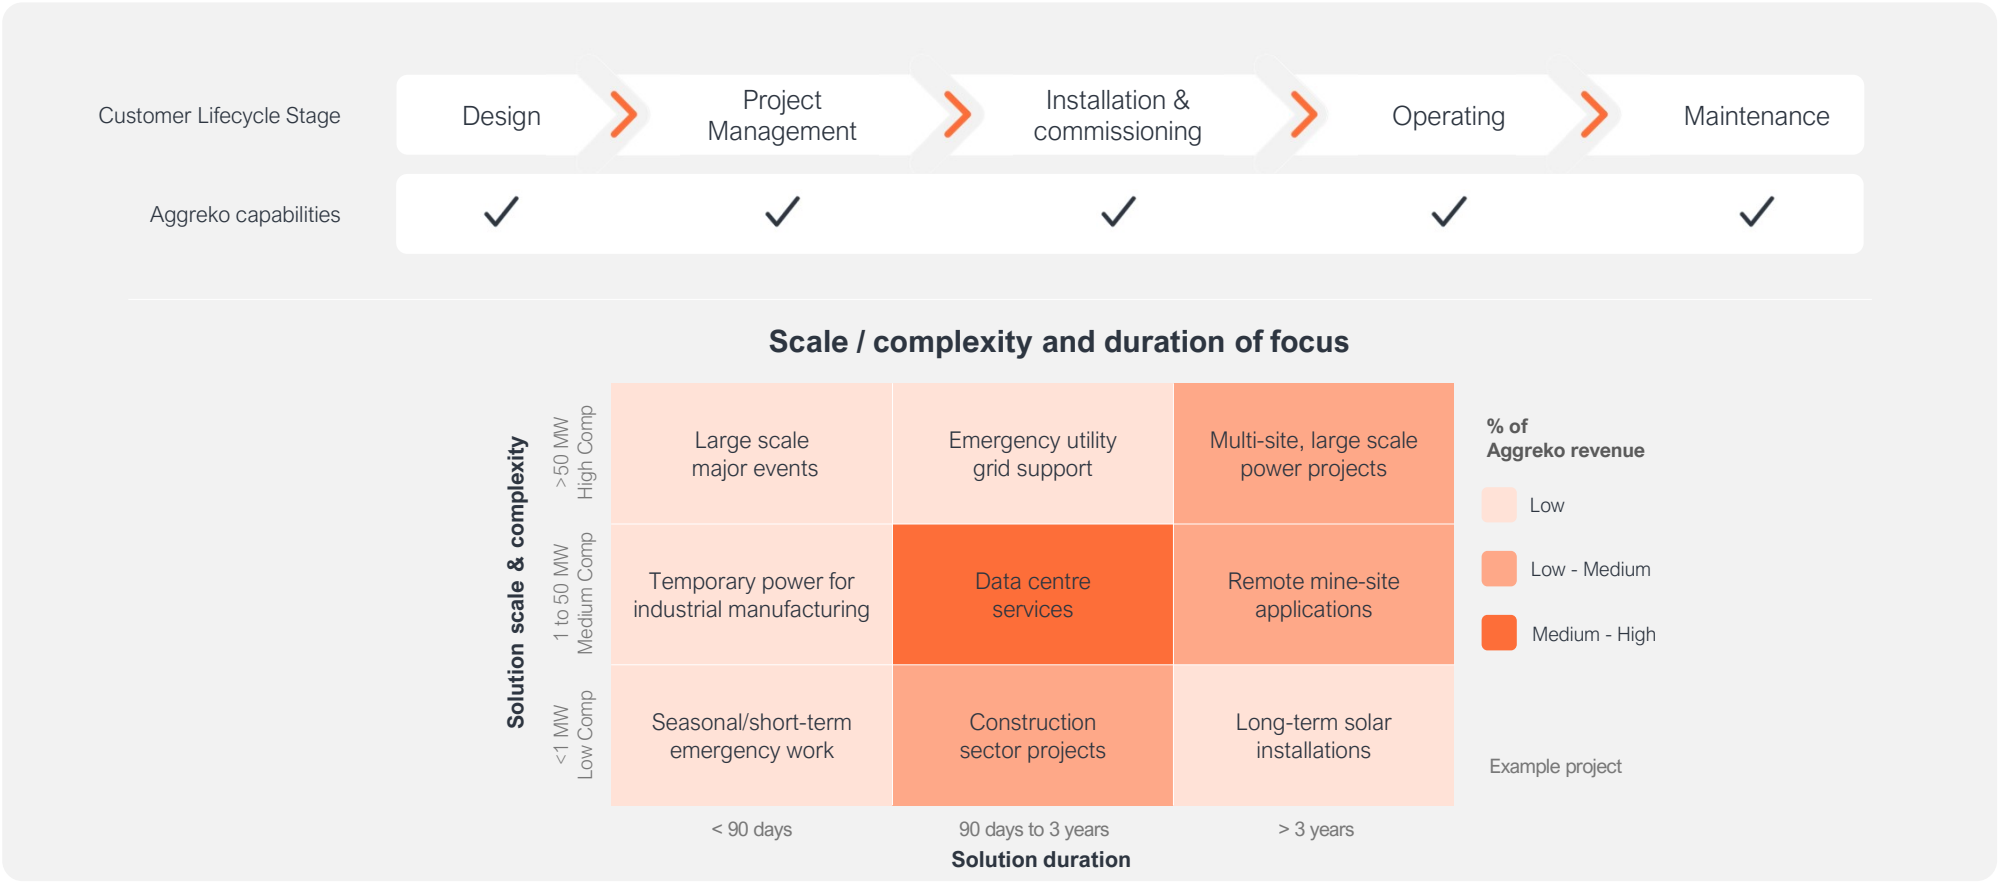 Customer Lifecycle Stage
Design
Project
Management
Installation &
commissioning
Operating
Maintenance
Aggreko capabilities
Scale / complexity and duration of focus
Solution scale & complexity
>50 MW
High Comp
Large scale
major events
Emergency utility
grid support
Multi-site, large scale
power projects
1 to 50 MW
Medium Comp
Temporary power for
industrial manufacturing
Data centre
services
Remote mine-site
applications
<1 MW
Low Comp
Seasonal/short-term
emergency work
Construction
sector projects
Long-term solar
installations
< 90 days
90 days to 3 years
> 3 years
Solution duration
% of
Aggreko revenue
Low
Low - Medium
Medium - High
Example project